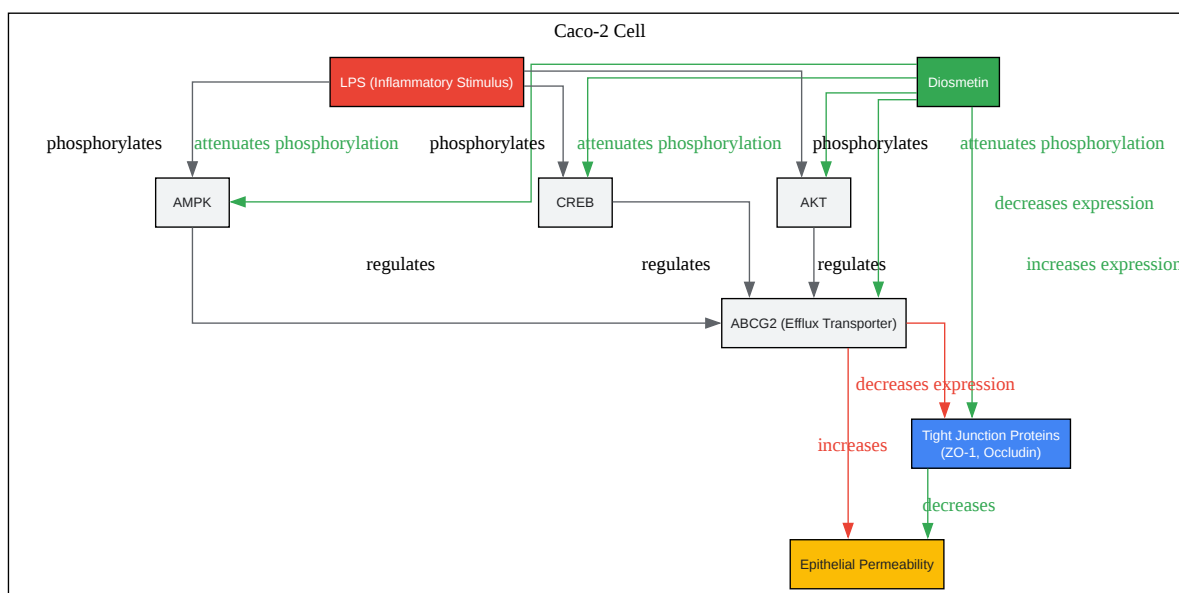 Caco-2 Cell
LPS (Inflammatory Stimulus)
Diosmetin
phosphorylates
attenuates phosphorylation
phosphorylates
attenuates phosphorylation
phosphorylates
attenuates phosphorylation
AMPK
CREB
AKT
decreases expression
regulates
regulates
regulates
increases expression
ABCG2 (Efflux Transporter)
decreases expression
increases
Tight Junction Proteins
(ZO-1, Occludin)
decreases
Epithelial Permeability